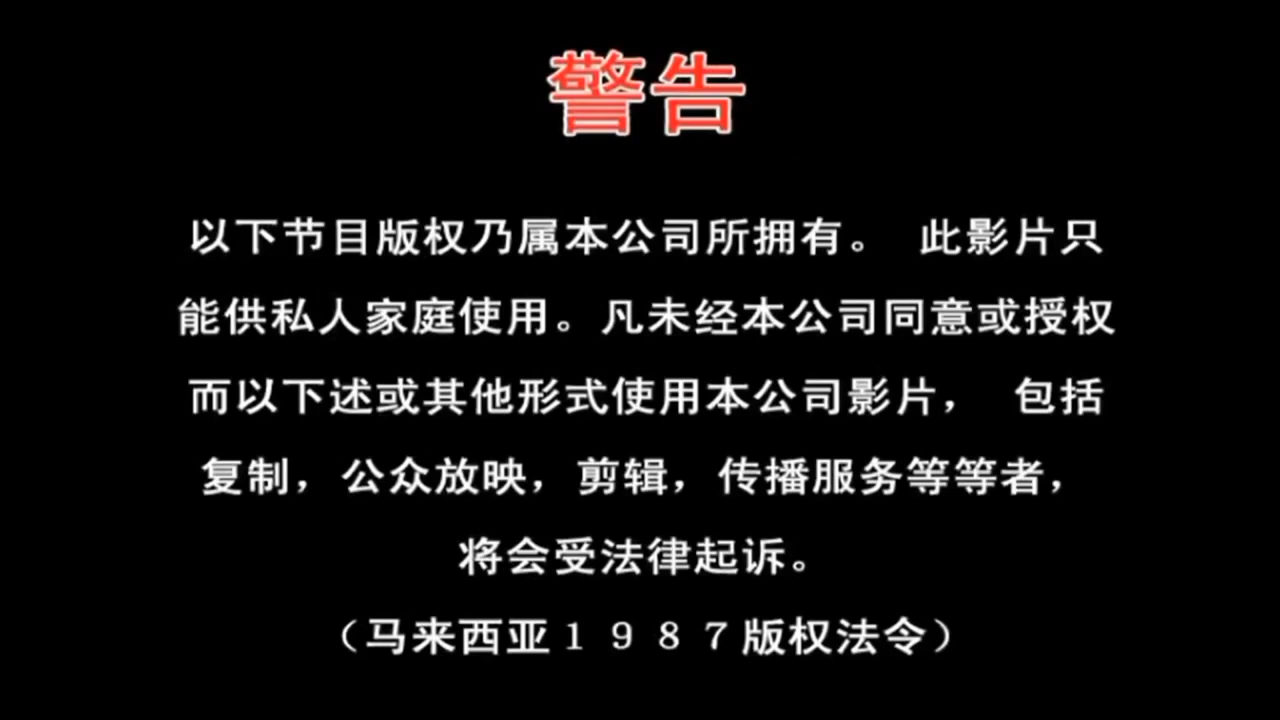 警告
以下节目版权乃属本公司所拥有。 此影片只
能供私人家庭使用。凡未经本公司同意或授权
而以下述或其他形式使用本公司影片， 包括
复制，公众放映，剪辑，传播服务等等者，
将会受法律起诉。
（马来西亚１９８７版权法令）